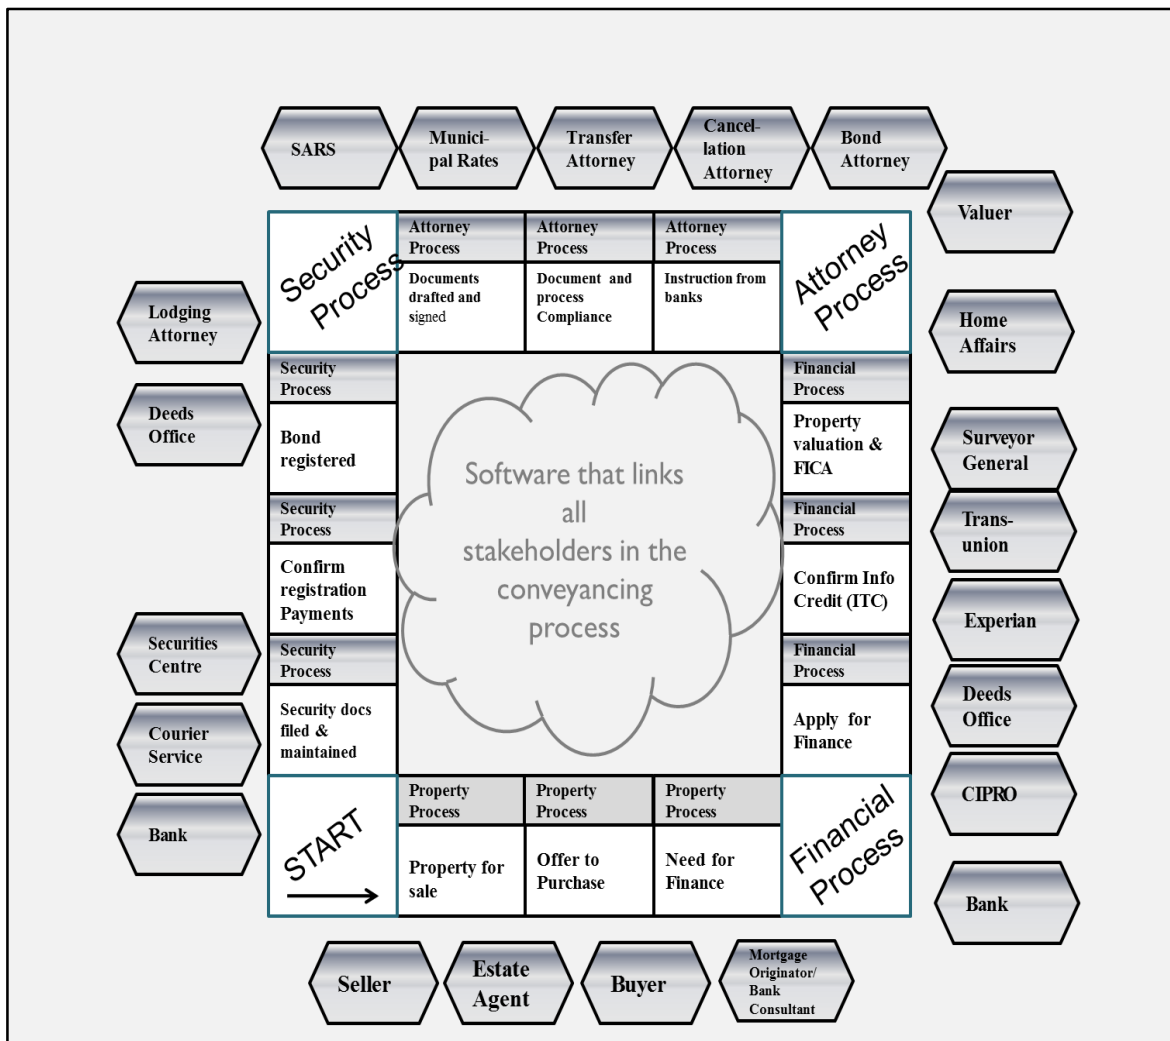 SARS
Munici-
pal Rates
Transfer
Attorney
Cancel-
lation
Attorney
Bond
Attorney
Valuer
Security
Process
Attorney
Process
Documents
drafted and
signed
Attorney
Process
Document and
process
Compliance
Attorney
Process
Instruction from
banks
Attorney
Process
Lodging
Attorney
Home
Affairs
Deeds
Office
Security
Process
Bond
registered
Financial
Process
Property
valuation &
FICA
Surveyor
General
Software that links
all
stakeholders in the
conveyancing
process
Security
Process
Confirm
registration
Payments
Financial
Process
Confirm Info
Credit (ITC)
Trans-
union
Experian
Securities
Centre
Security
Process
Security docs
filed &
maintained
Financial
Process
Apply for
Finance
Deeds
Office
Courier
Service
CIPRO
Bank
START
Property
Process
Property for
sale
Property
Process
Offer to
Purchase
Property
Process
Need for
Finance
Financial
Process
Bank
Seller
Estate
Agent
Buyer
Mortgage
Originator/
Bank
Consultant